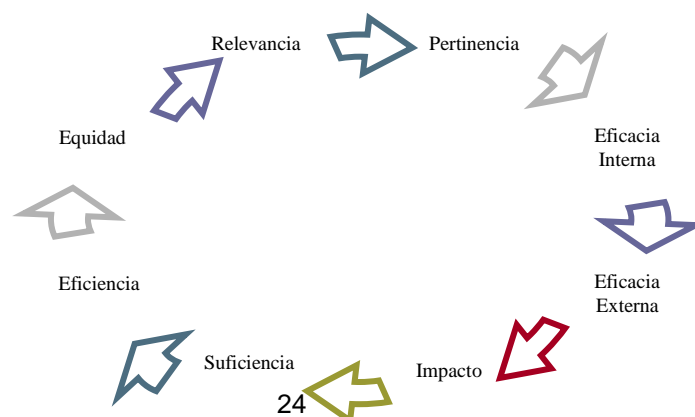 Relevancia
Pertinencia
Eficacia
Interna
Eficacia
Externa
Impacto
Suficiencia
Eficiencia
Equidad
24